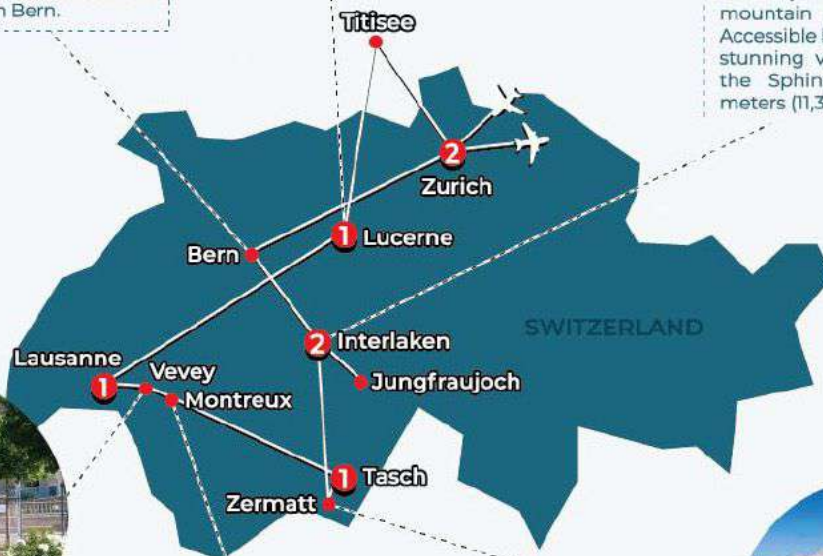 n Bern.
mountain
Accessible
stunning
the Sphin
meters (11,3
Titisee
2
Zurich
1
Lucerne
Bern
2
Interlaken
SWITZERLAND
Lausanne
1
Vevey
Montreux
Jungfraujoch
1
Tasch
Zermatt